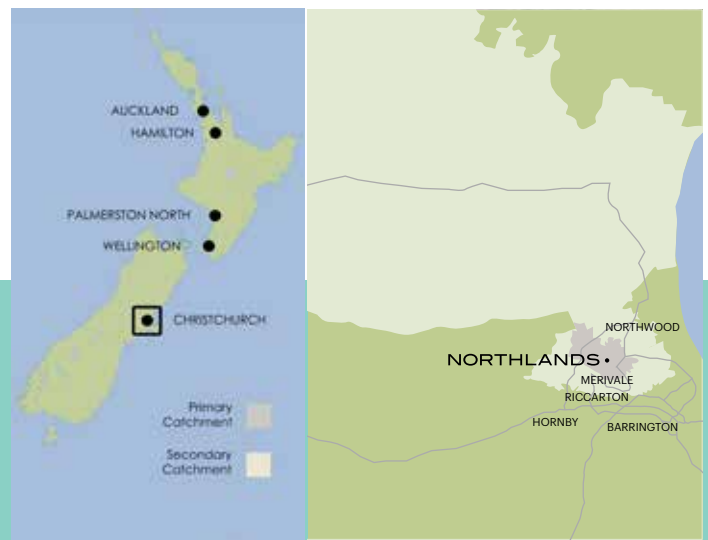 AUCKLAND
HAMILTON
PALMERSTON NORTH
WELLINGTON
CHRISTCHURCH
Primary
Catchment
Secondary
Catchment
NORTHWOOD
NORTHLANDS
MERIVALE
RICCARTON
HORNBY
BARRINGTON